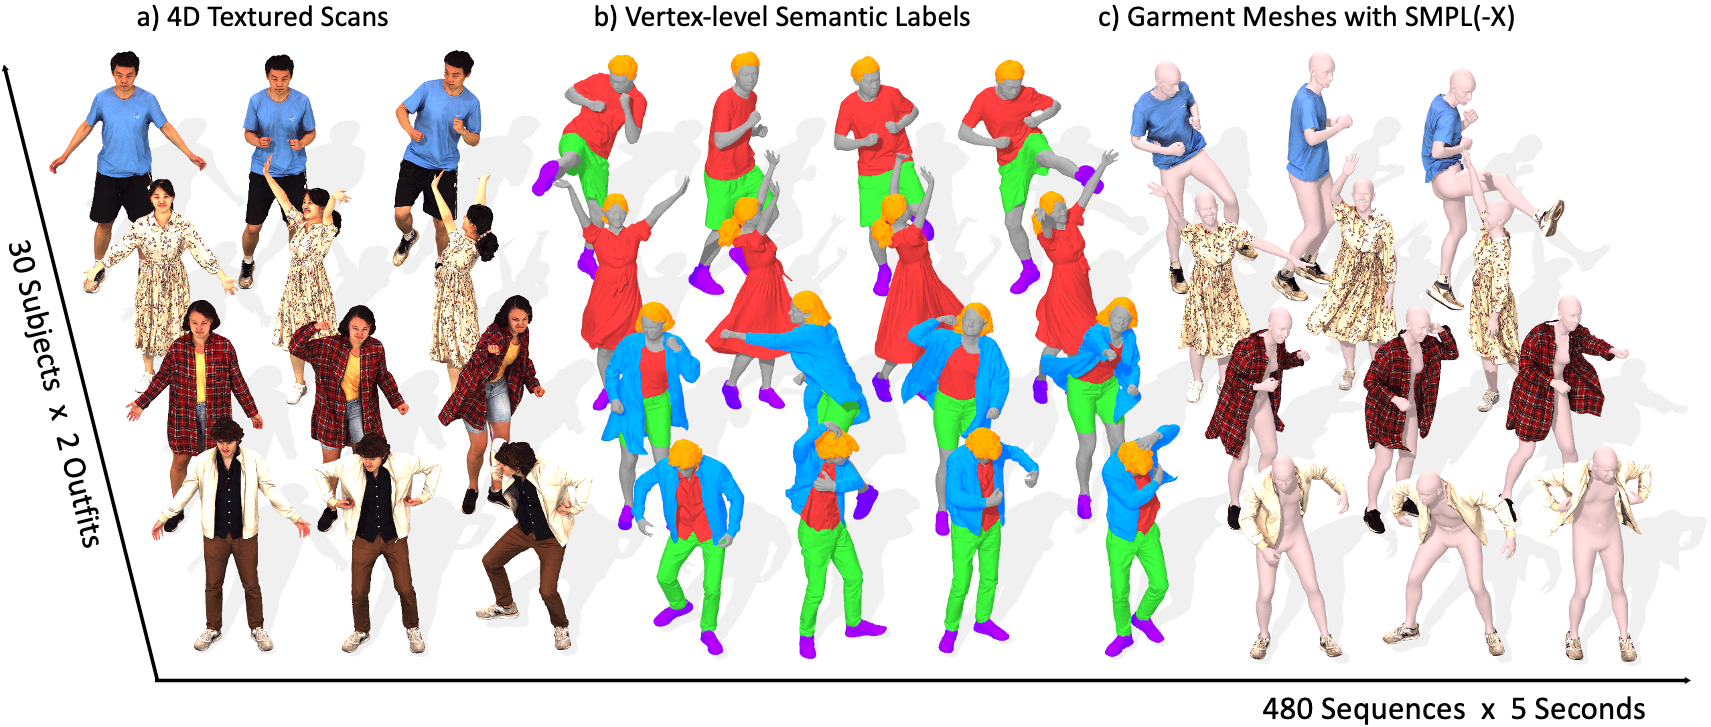 a) 4D Textured Scans
b) Vertex-level Semantic Labels
c) Garment Meshes with SMPL(-X)
30 Subjects x 2 Outfits
480 Sequences x 5 Seconds